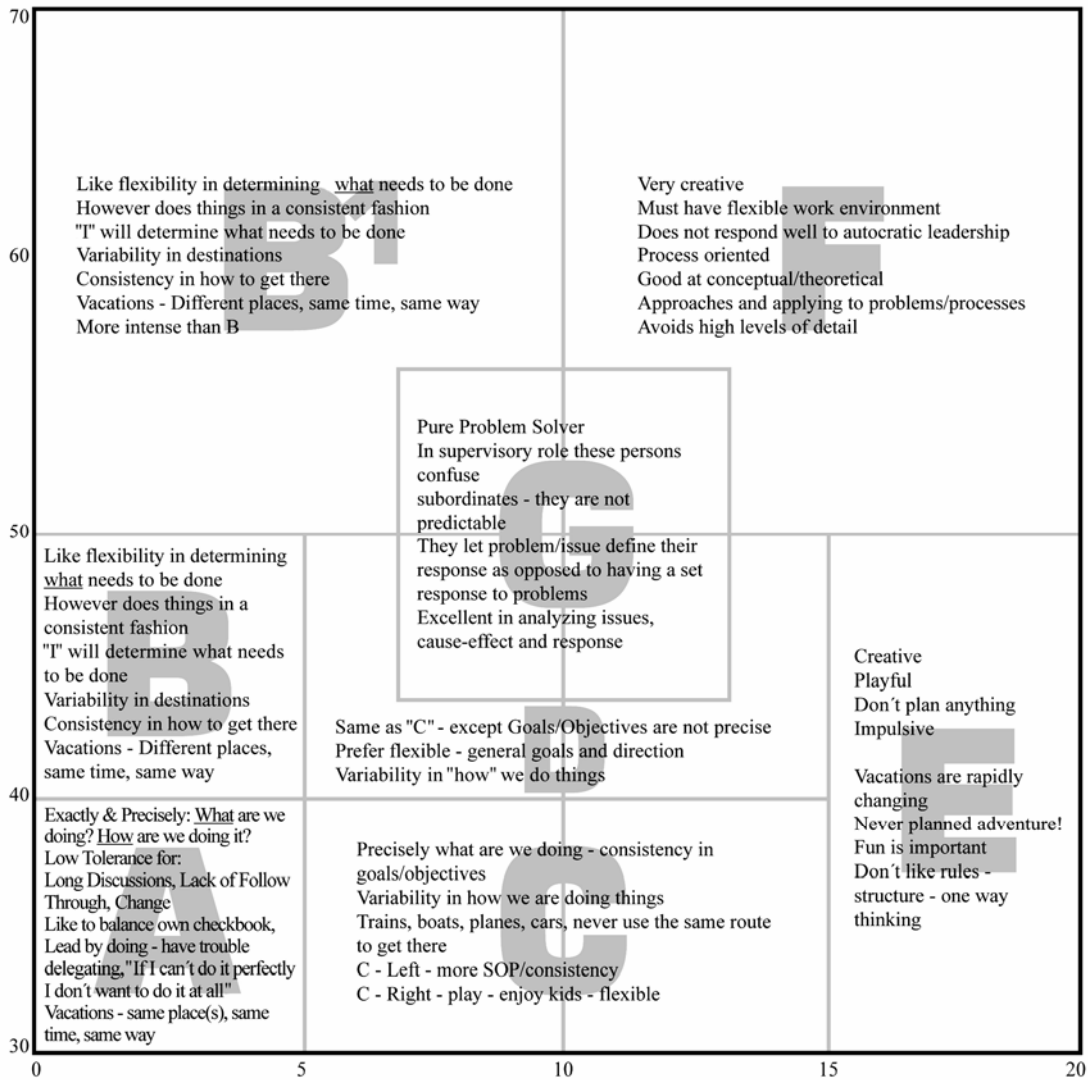 70
B1
Like flexibility in determining what needs to be done
However does things in a consistent fashion
"I" will determine what needs to be done
Variability in destinations
Consistency in how to get there
Vacations - Different places, same time, same way
More intense than B
F
Very creative
Must have flexible work environment
Does not respond well to autocratic leadership
Process oriented
Good at conceptual/theoretical
Approaches and applying to problems/processes
Avoids high levels of detail
60
G
Pure Problem Solver
In supervisory role these persons
confuse
subordinates - they are not
predictable
They let problem/issue define their
response as opposed to having a set
response to problems
Excellent in analyzing issues,
cause-effect and response
50
B
Like flexibility in determining
what needs to be done
However does things in a
consistent fashion
"I" will determine what needs
to be done
Variability in destinations
Consistency in how to get there
Vacations - Different places,
same time, same way
D
Same as "C" - except Goals/Objectives are not precise
Prefer flexible - general goals and direction
Variability in "how" we do things
E
Creative
Playful
Don´t plan anything
Impulsive
Vacations are rapidly
changing
Never planned adventure!
Fun is important
Don´t like rules -
structure - one way
thinking
40
A
Exactly & Precisely: What are we
doing? How are we doing it?
Low Tolerance for:
Long Discussions, Lack of Follow
Through, Change
Like to balance own checkbook,
Lead by doing - have trouble
delegating,"If I can´t do it perfectly
I don´t want to do it at all"
Vacations - same place(s), same
time, same way
C
Precisely what are we doing - consistency in
goals/objectives
Variability in how we are doing things
Trains, boats, planes, cars, never use the same route
to get there
C - Left - more SOP/consistency
C - Right - play - enjoy kids - flexible
30
0 5 10 15 20